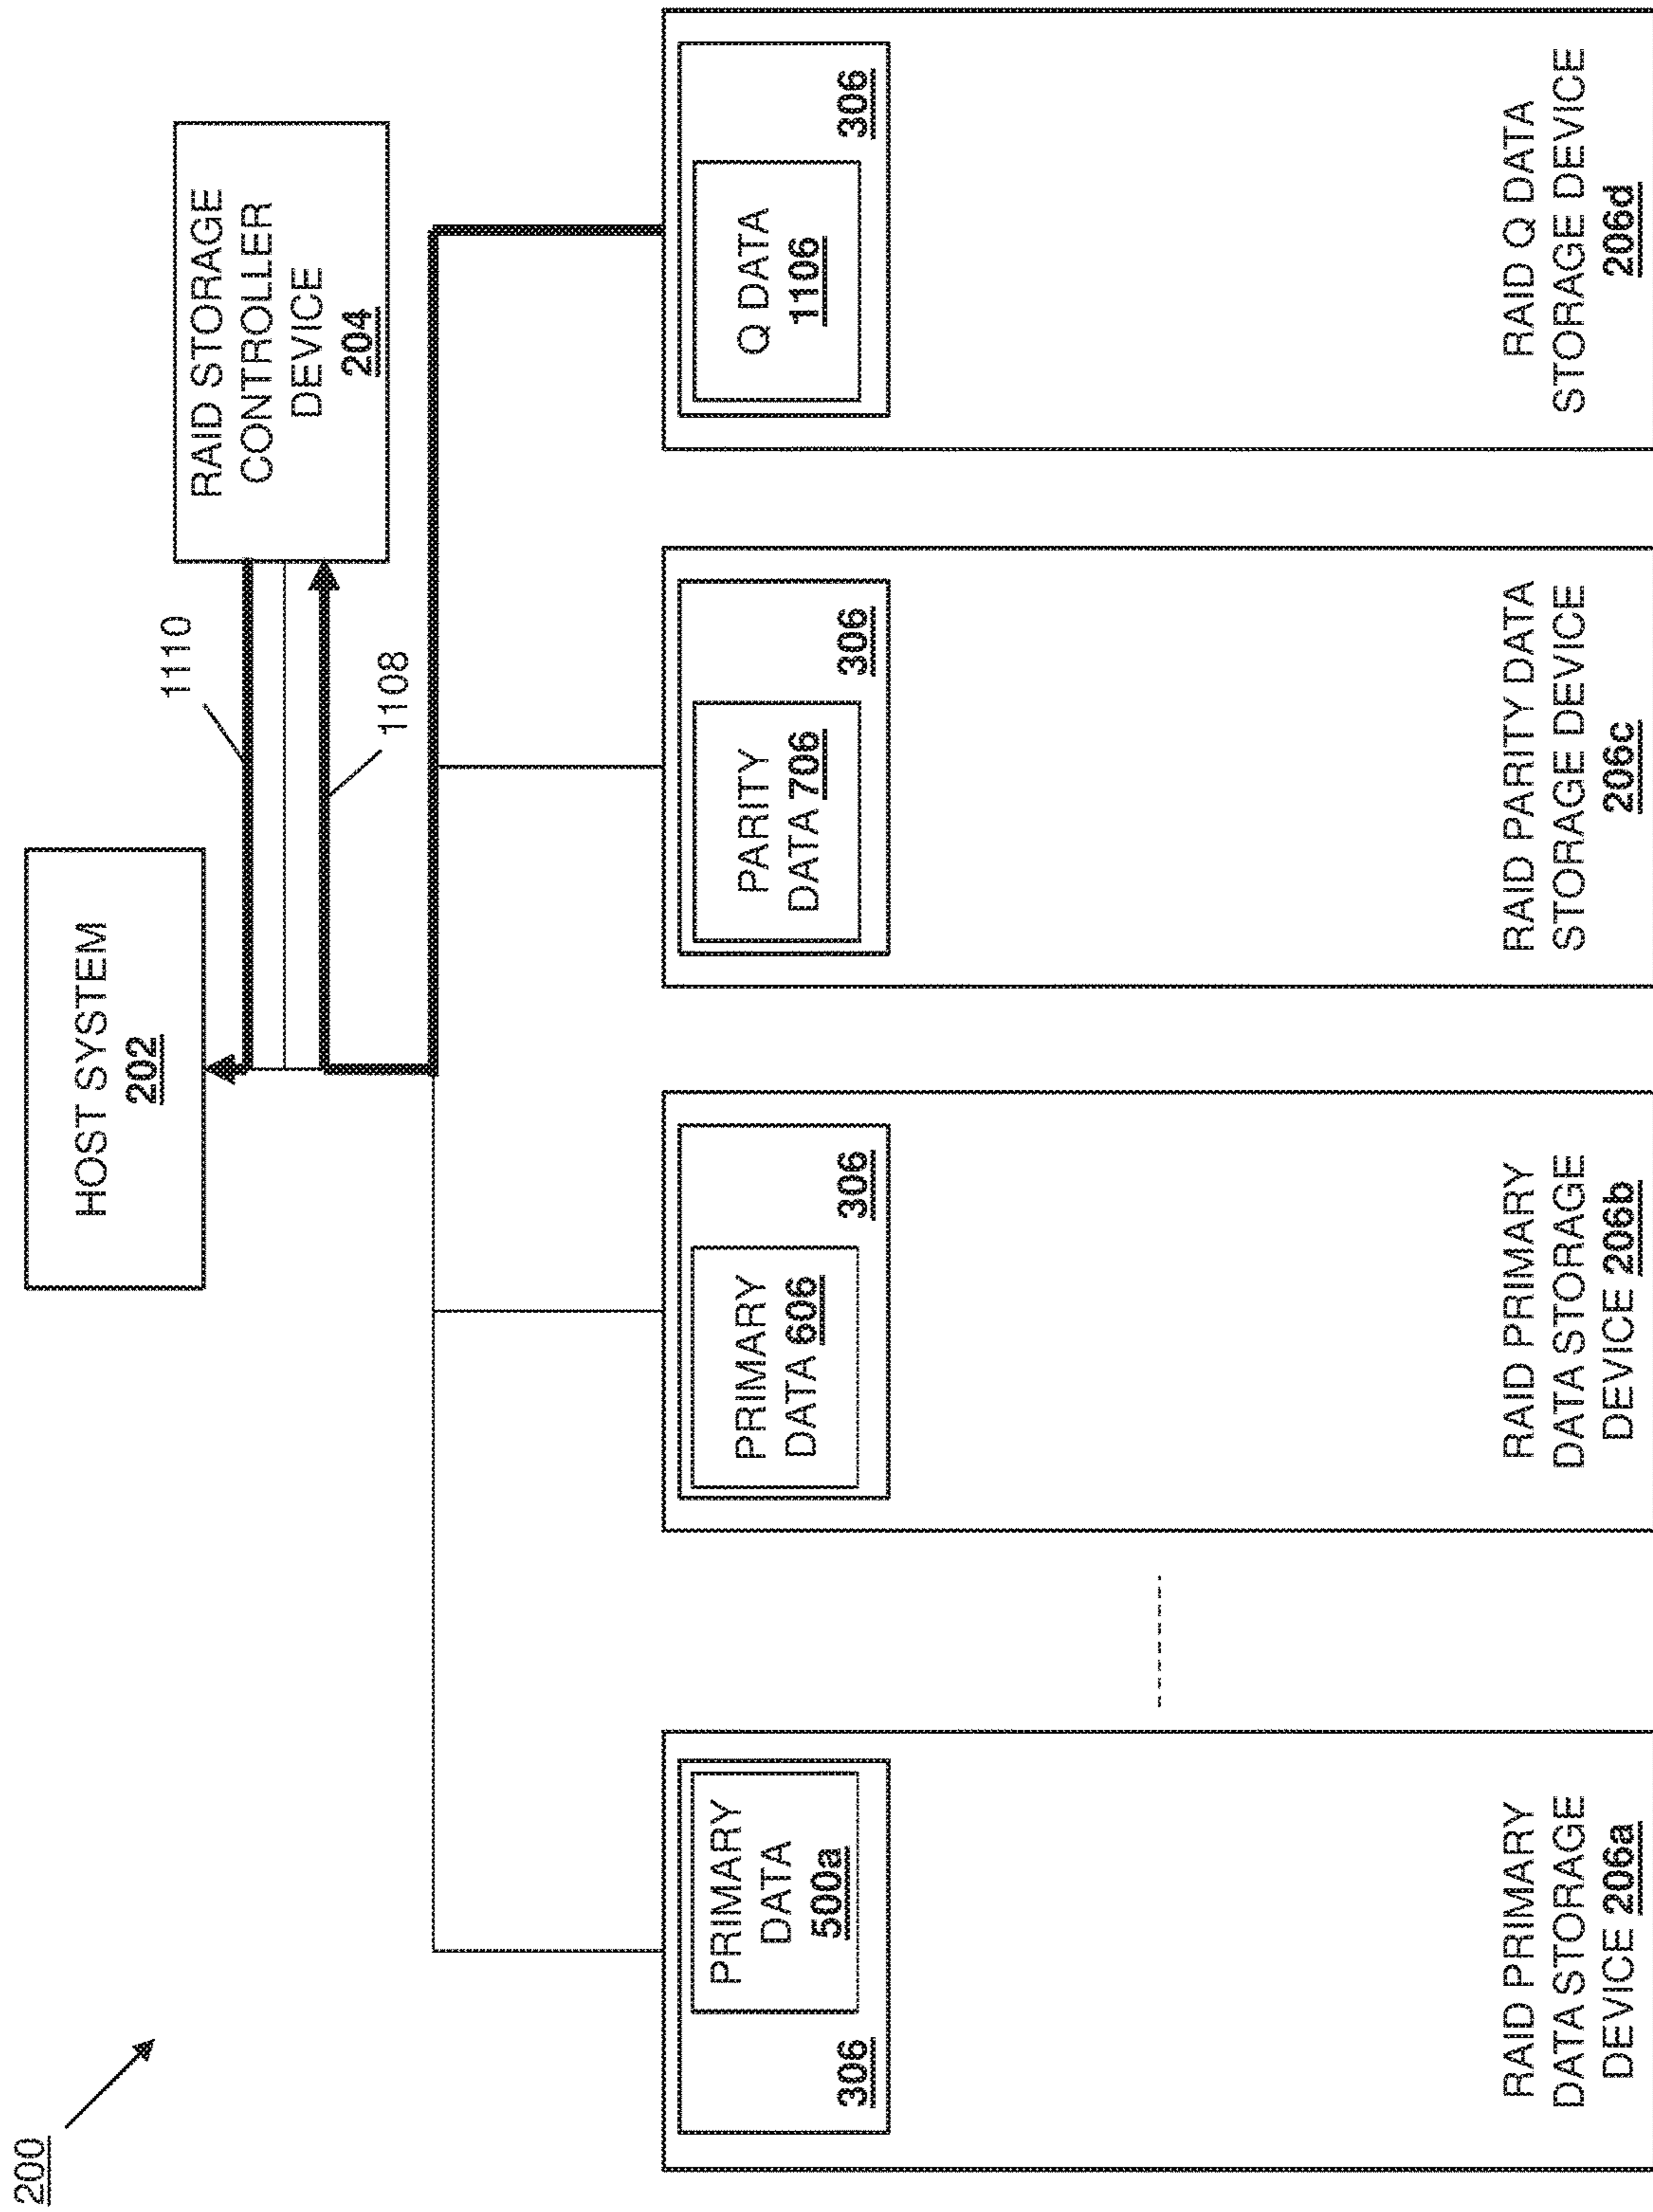 200
HOST SYSTEM
202
RAID STORAGE
CONTROLLER
DEVICE
204
1110
1108
306
PRIMARY
DATA
500a
RAID PRIMARY
DATA STORAGE
DEVICE 206a
PRIMARY
DATA 606
306
RAID PRIMARY
DATA STORAGE
DEVICE 206b
PARITY
DATA 706
306
RAID PARITY DATA
STORAGE DEVICE
206c
Q DATA
1106
306
RAID Q DATA
STORAGE DEVICE
206d